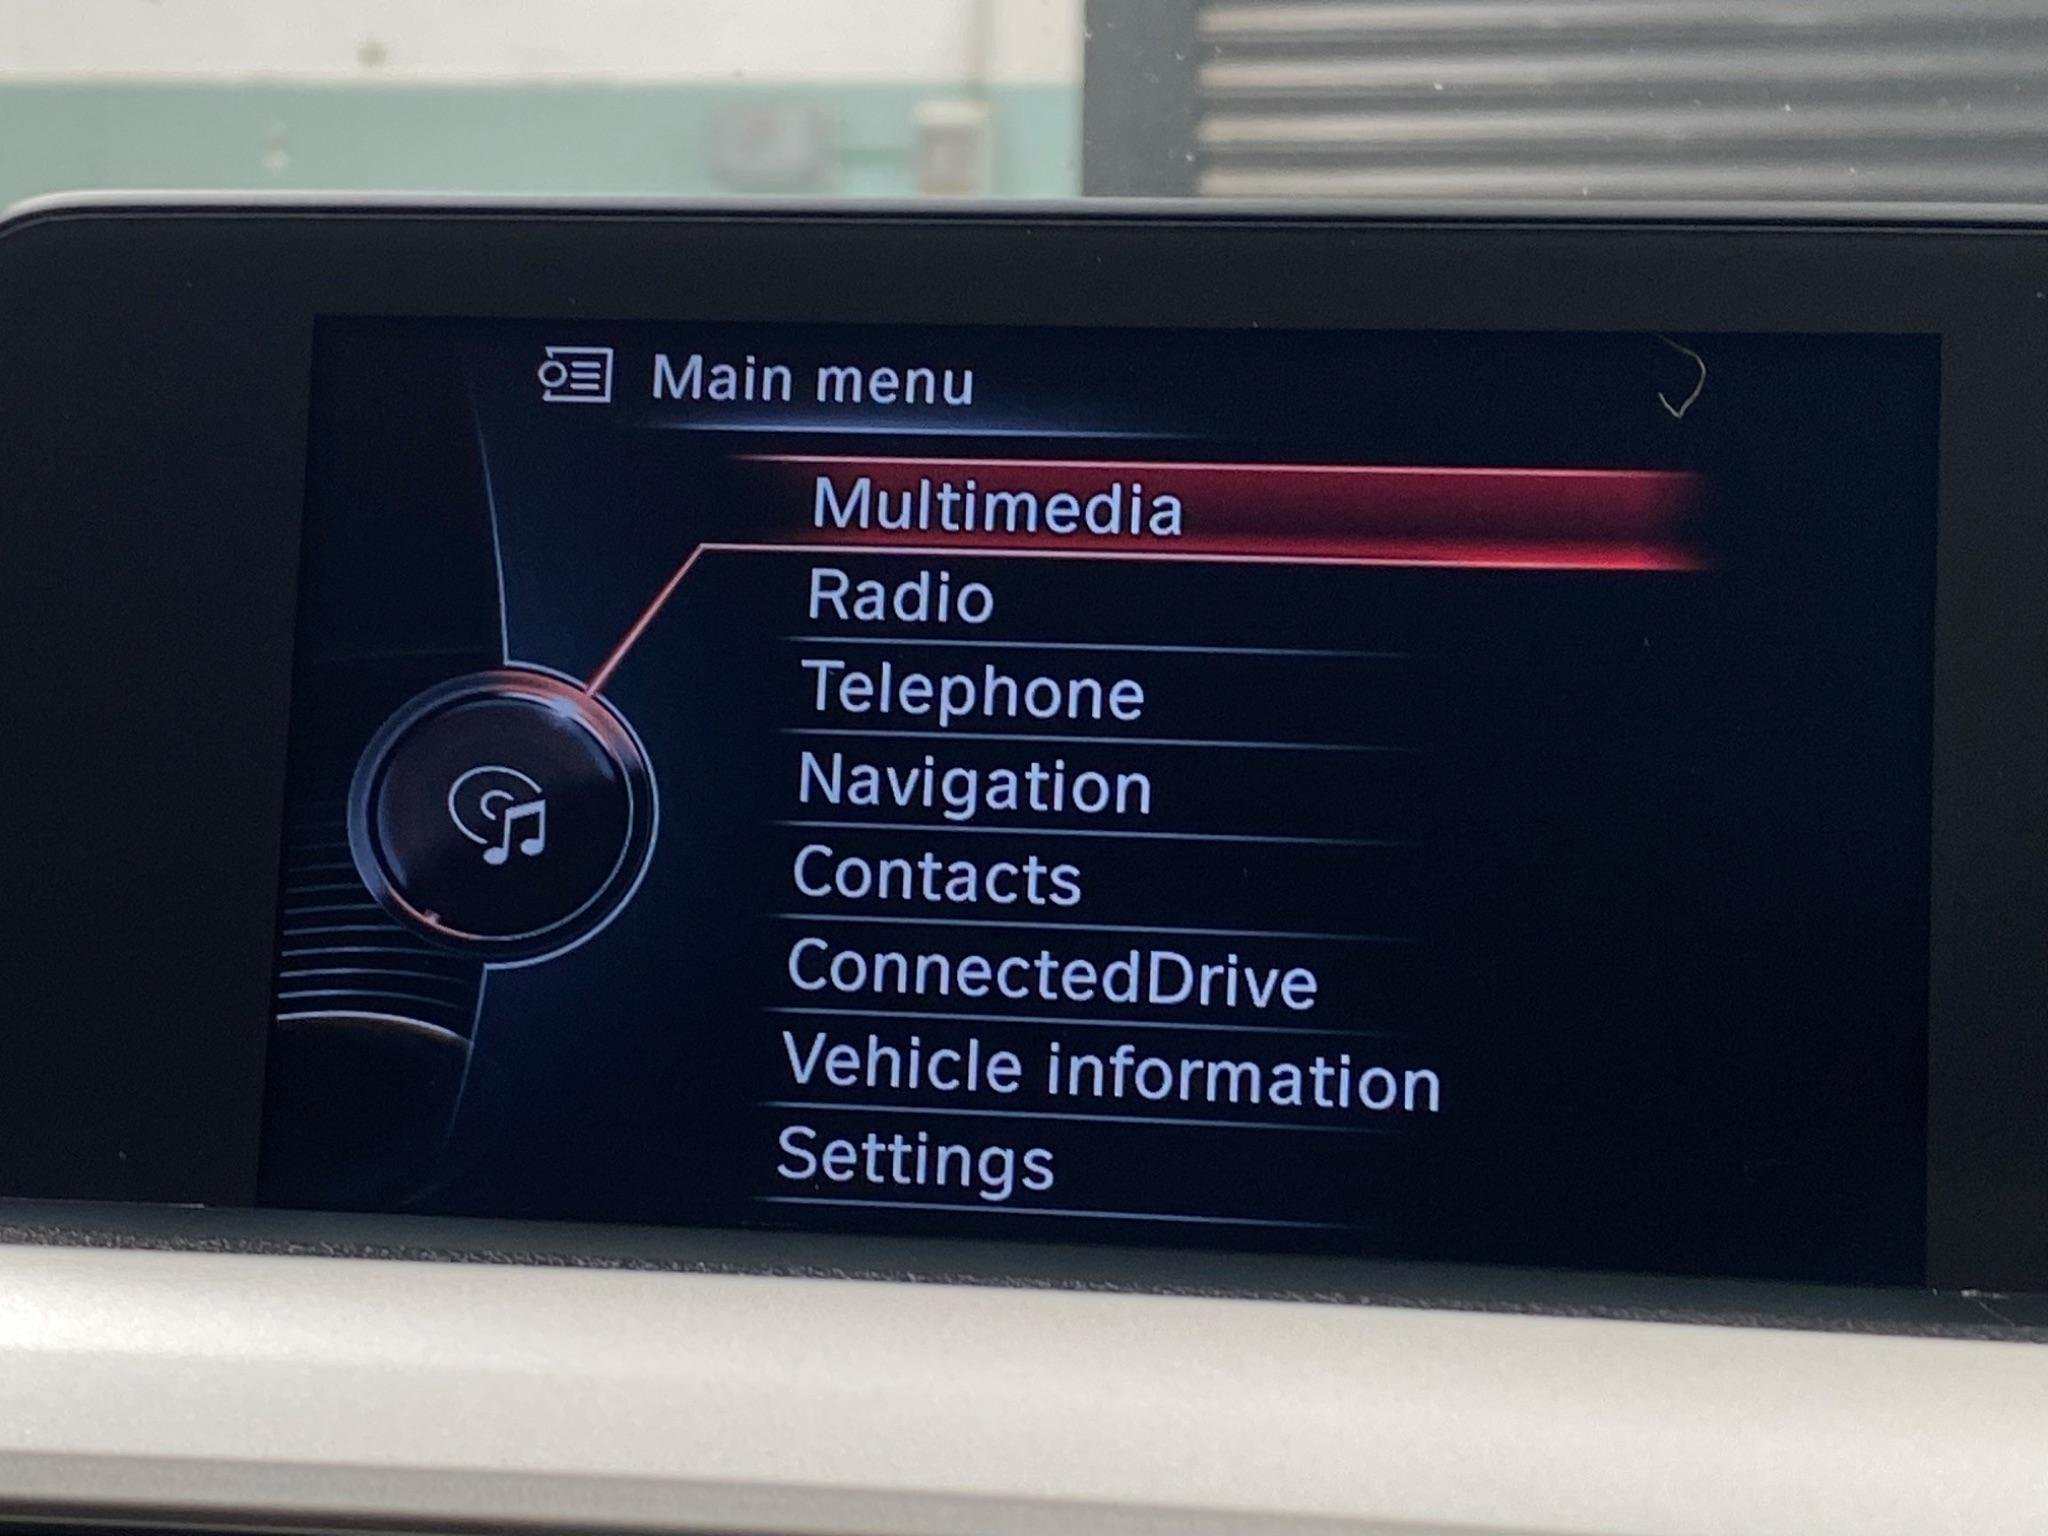 Main menu
Multimedia
Radio
Telephone
Navigation
Contacts
ConnectedDrive
Vehicle information
Settings